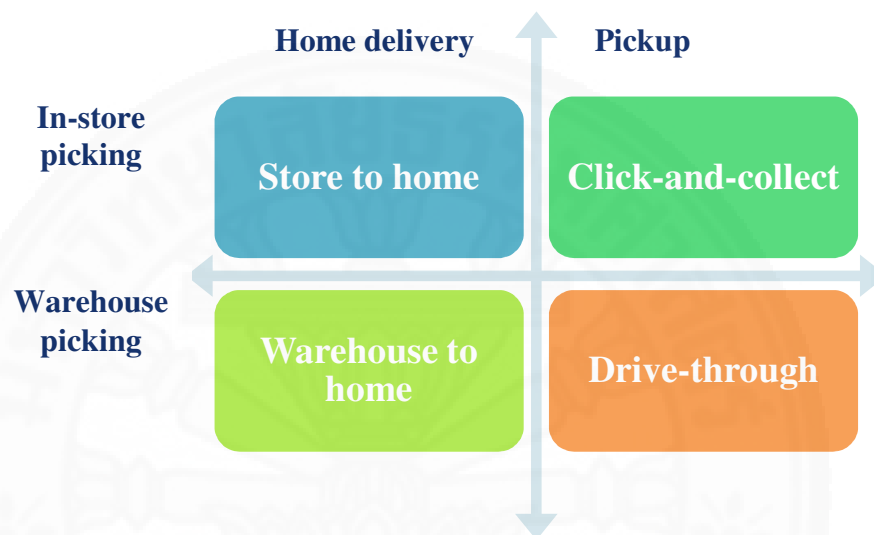 Home delivery
Pickup
In-store
picking
Store to home
Click-and-collect
Warehouse
picking
Warehouse to
home
Drive-through